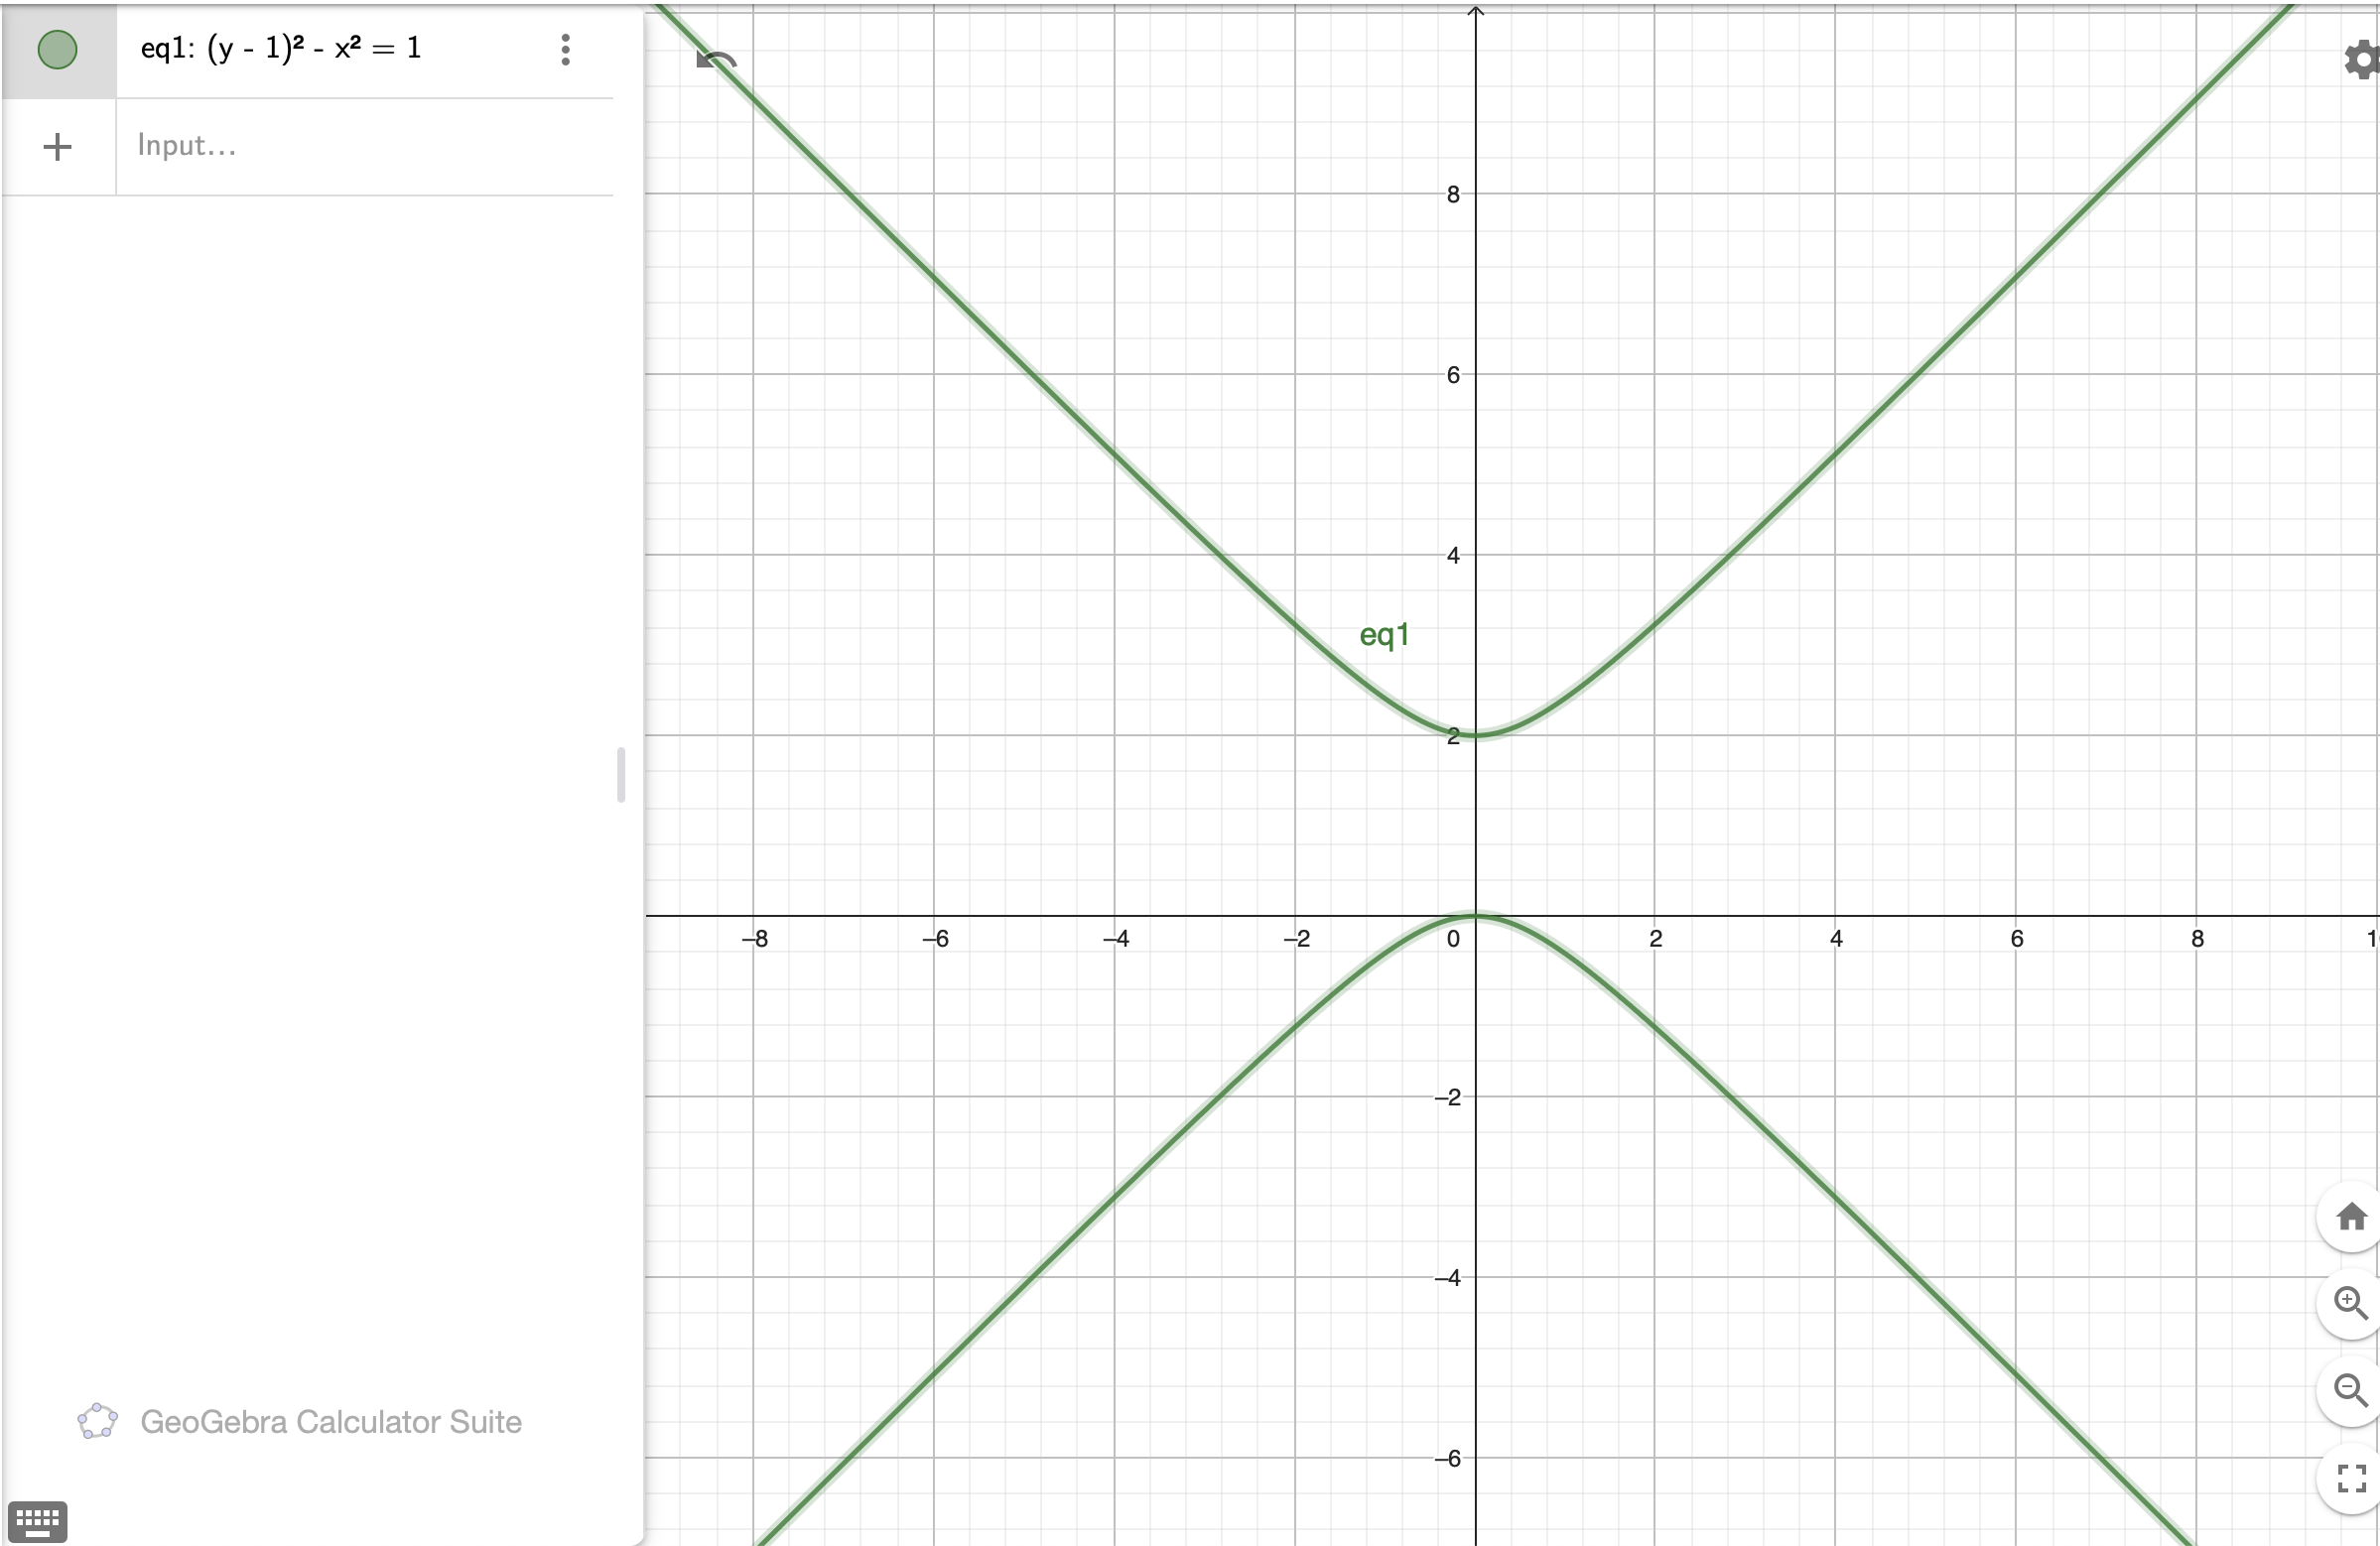 eq1: (y - 1)² - x² = 1
Input…
8
6
4
eq1
2
–8 –6 –4 –2 0 2 4 6 8 1
–2
–4
–6
GeoGebra Calculator Suite